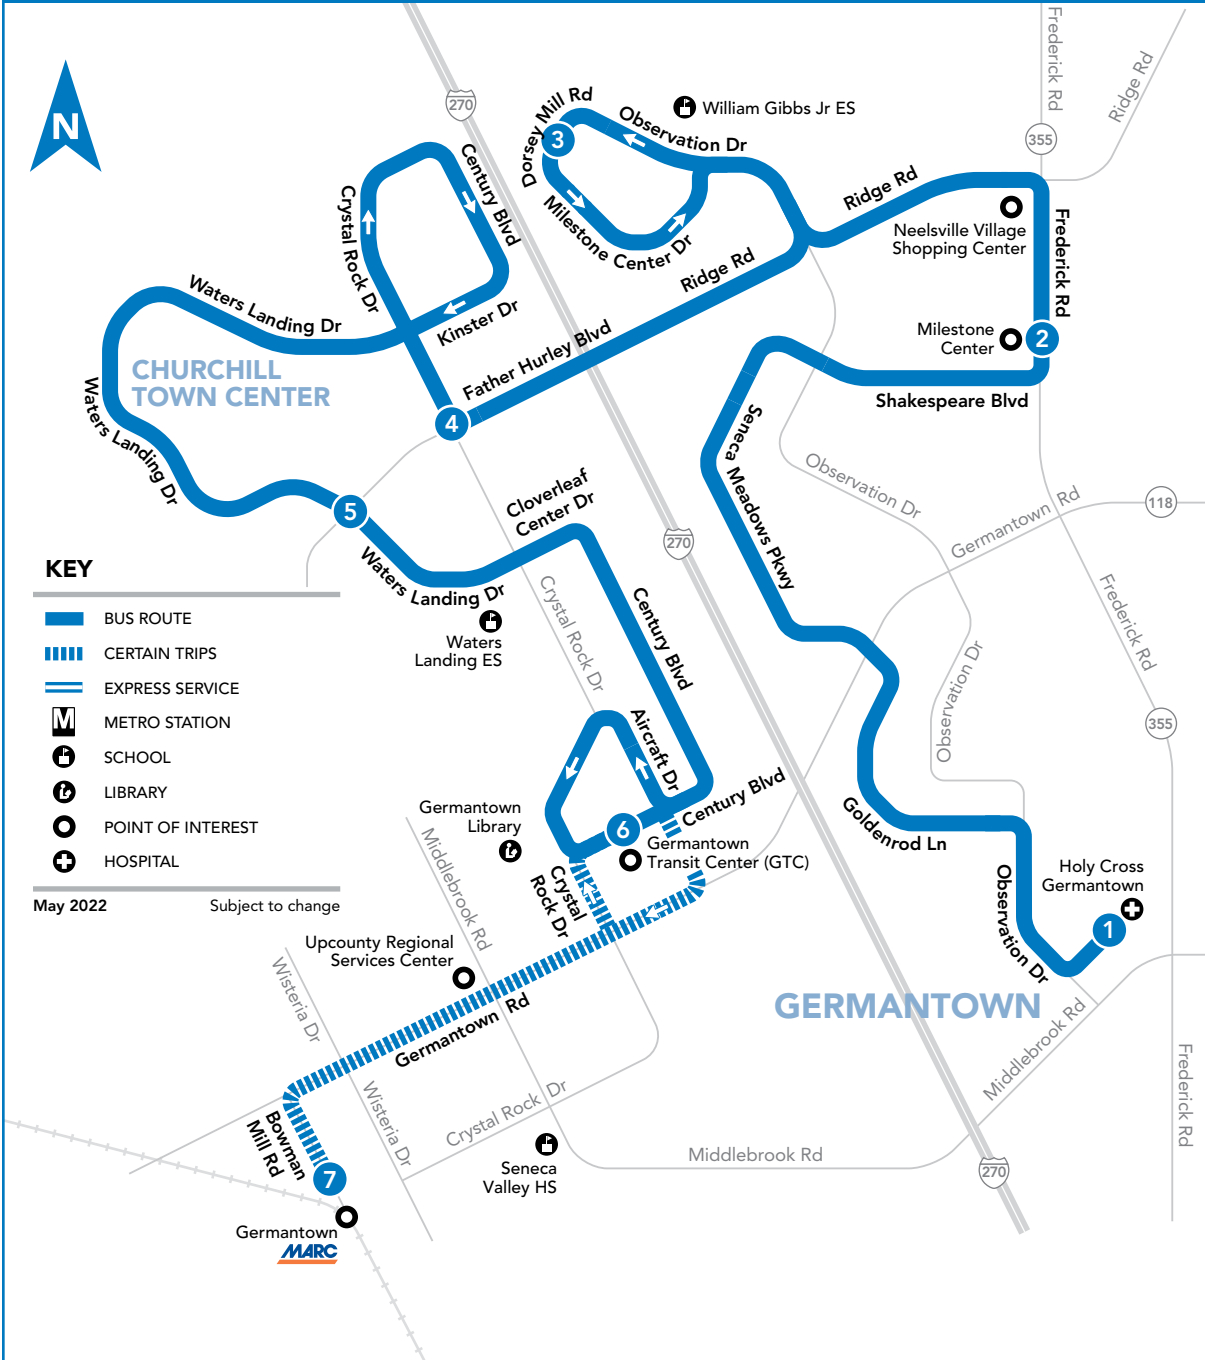 N
270
Dorsey Mill Rd
3
Observation Dr
William Gibbs Jr ES
Frederick Rd
Ridge Rd
355
Crystal Rock Dr
Century Blvd
Milestone Center Dr
Ridge Rd
Ridge Rd
Neelsville Village
Shopping Center
Frederick Rd
Waters Landing Dr
Kinster Dr
Father Hurley Blvd
Milestone
Center
2
CHURCHILL
TOWN CENTER
Waters Landing Dr
4
Shakespeare Blvd
Seneca Meadows Pkwy
Observation Dr
Germantown Rd
118
5
Cloverleaf
Center Dr
270
Waters Landing Dr
Crystal Rock Dr
Century Blvd
Waters
Landing ES
Frederick Rd
Observation Dr
355
KEY
BUS ROUTE
CERTAIN TRIPS
EXPRESS SERVICE
M
METRO STATION
SCHOOL
LIBRARY
POINT OF INTEREST
HOSPITAL
May 2022
Subject to change
Aircraft Dr
Century Blvd
Germantown
Library
Middlebrook Rd
6
Germantown
Transit Center (GTC)
Crystal
Rock Dr
Goldenrod Ln
Holy Cross
Germantown
1
Observation Dr
Upcounty Regional
Services Center
Wisteria Dr
Germantown Rd
GERMANTOWN
Middlebrook Rd
Frederick Rd
Wisteria Dr
Crystal Rock Dr
Bowman
Mill Rd
7
Seneca
Valley HS
Middlebrook Rd
270
Germantown
MARC